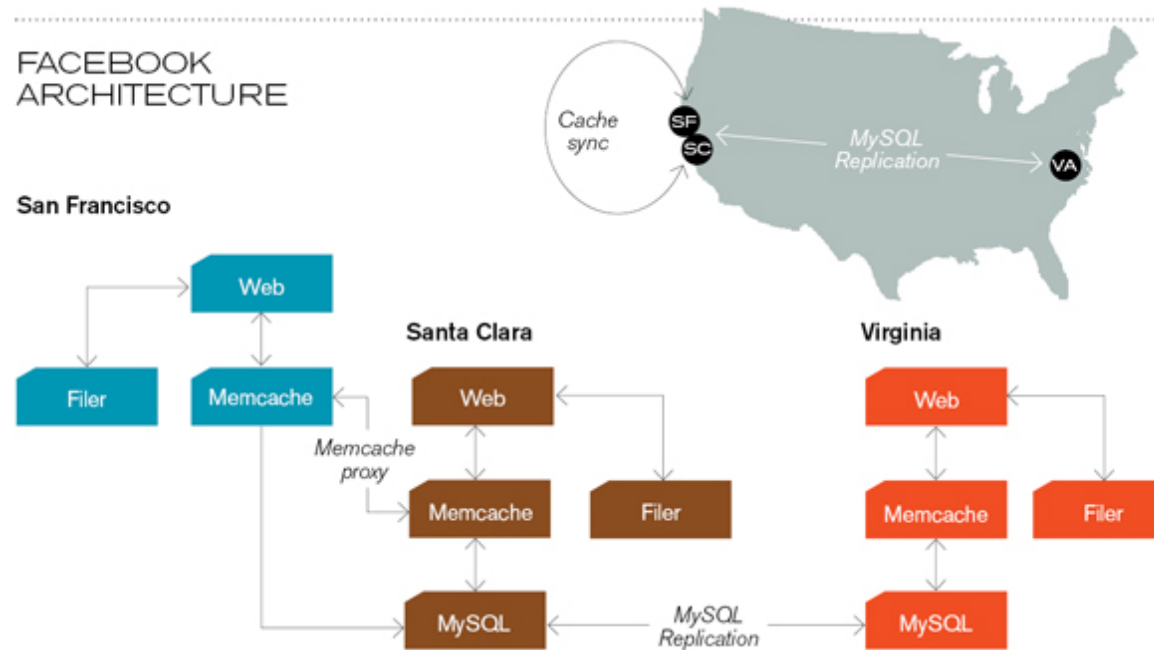 FACEBOOK
ARCHITECTURE
Cache
sync
SF
SC
MySQL
Replication
VA
San Francisco
Web
Filer
Memcache
Memcache
proxy
Santa Clara
Web
Memcache
Filer
MySQL
MySQL
Replication
Virginia
Web
Memcache
Filer
MySQL